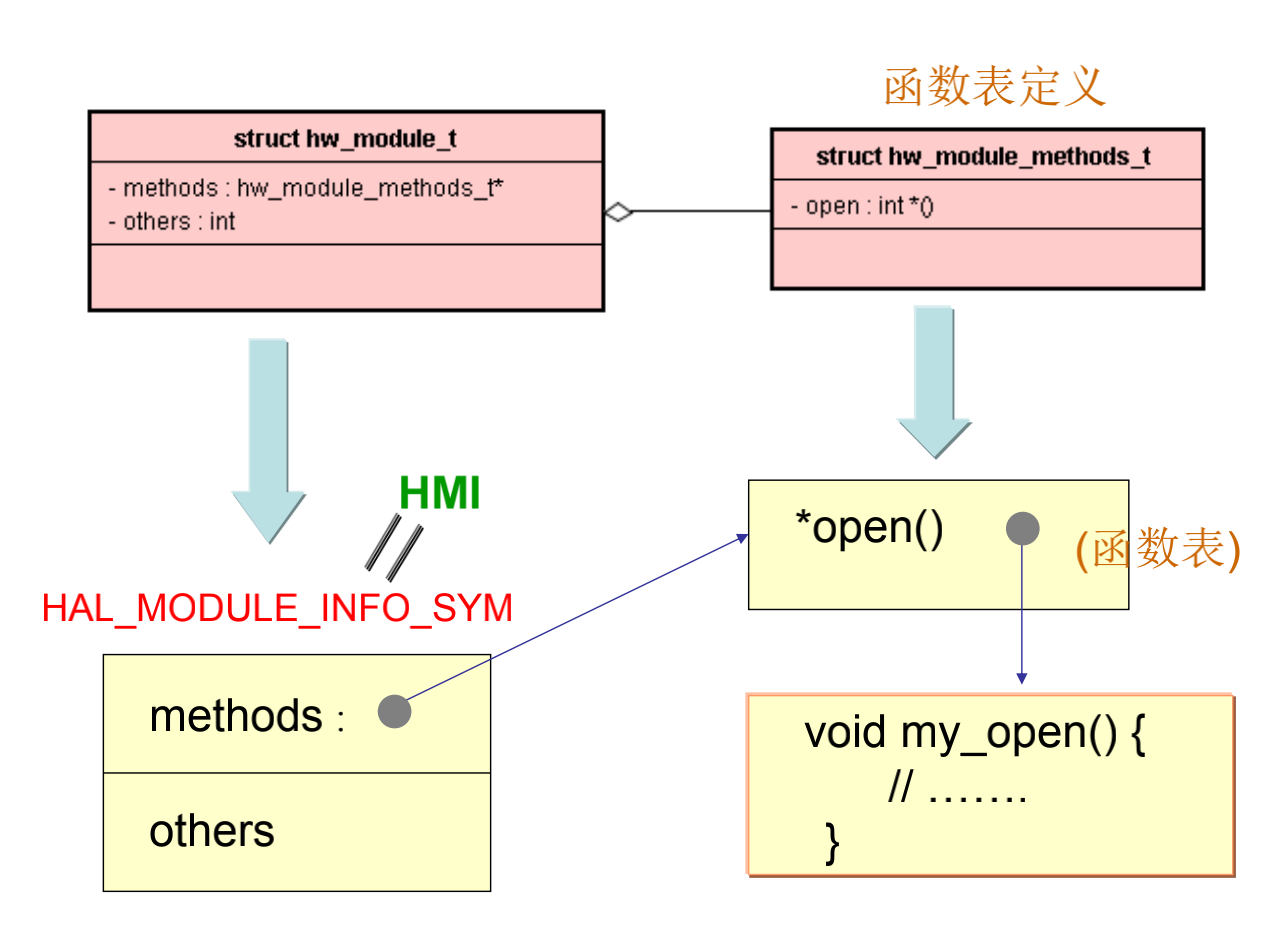 函数表定义
struct hw_module_t
- methods : hw_module_methods_t*
- others : int
struct hw_module_methods_t
- open : int *()
HMI
HAL_MODULE_INFO_SYM
*open()
(函数表)
methods :
others
void my_open() {
// …….
}